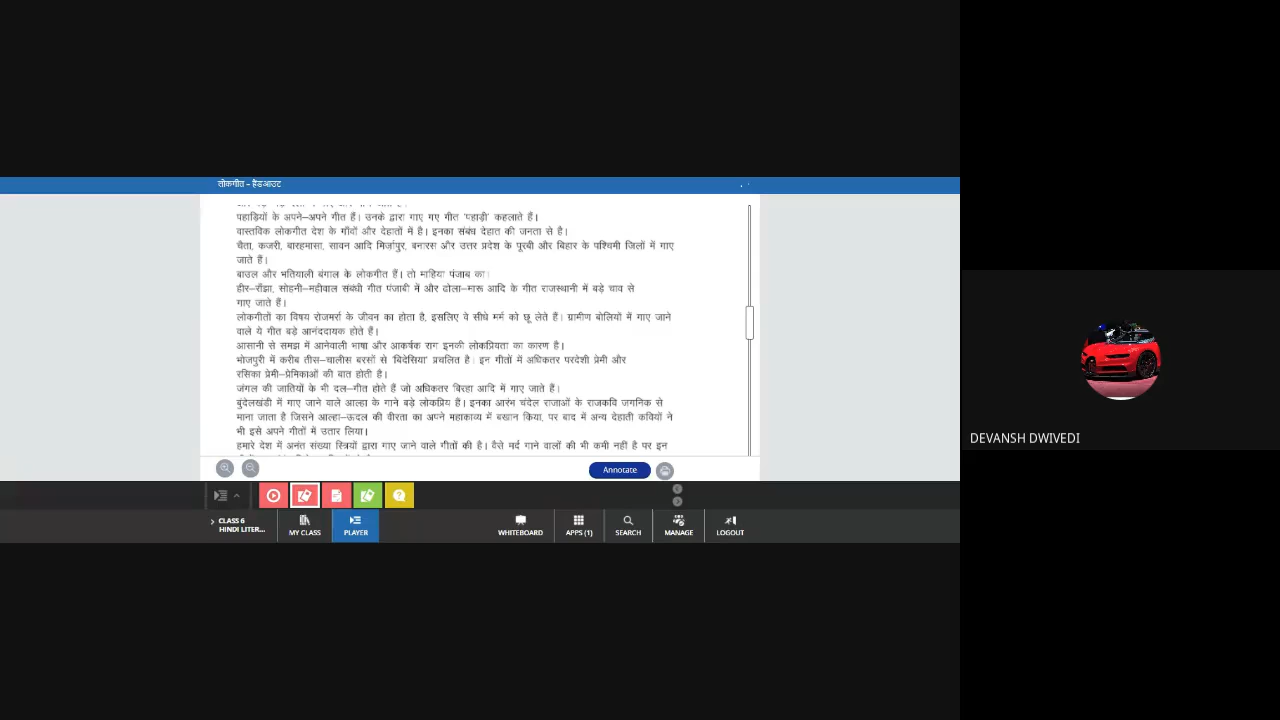 लोकगीत – हैंडआउट
पहाड़ियों के अपने–अपने गीत हैं। उनके द्वारा गाए गए गीत 'पहाड़ी' कहलाते हैं।
वास्तविक लोकगीत देश के गाँवों और देहातों में है। इनका संबंध देहात की जनता से है।
चैता, कजरी, बारहमासा, सावन आदि मिर्ज़ापुर, बनारस और उत्तर प्रदेश के पूरबी और बिहार के पश्चिमी जिलों में गाए
जाते हैं।
बाउल और भतियाली बंगाल के लोकगीत हैं। तो माहिया पंजाब का।
हीर–राँझा, सोहनी–महीवाल संबंधी गीत पंजाबी में और ढोला–मारू आदि के गीत राजस्थानी में बड़े चाव से
गाए जाते हैं।
लोकगीतों का विषय रोजमर्रा के जीवन का होता है, इसलिए वे सीधे मर्म को छू लेते हैं। ग्रामीण बोलियों में गाए जाने
वाले ये गीत बड़े आनंददायक होते हैं।
आसानी से समझ में आनेवाली भाषा और आकर्षक राग इनकी लोकप्रियता का कारण है।
भोजपुरी में करीब तीस–चालीस बरसों से 'बिदेसिया' प्रचलित है। इन गीतों में अधिकतर परदेशी प्रेमी और
रसिका प्रेमी–प्रेमिकाओं की बात होती है।
जंगल की जातियों के भी दल–गीत होते हैं जो अधिकतर बिरहा आदि में गाए जाते हैं।
बुंदेलखंडी में गाए जाने वाले आल्हा के गाने बड़े लोकप्रिय है। इनका आरंभ चंदेल राजाओं के राजकवि जगनिक से
माना जाता है जिसने आल्हा–ऊदल की वीरता का अपने महाकाव्य में बखान किया, पर बाद में अन्य देहाती कवियों ने
भी इसे अपने गीतों में उतार लिया।
हमारे देश में अनंत संख्या स्त्रियों द्वारा गाए जाने वाले गीतों की है। वैसे मर्द गाने वालों की भी कमी नहीं है पर इन
Annotate
CLASS 6
HINDI LITER...
MY CLASS
PLAYER
WHITEBOARD
APPS (1)
SEARCH
MANAGE
LOGOUT
DEVANSH DWIVEDI